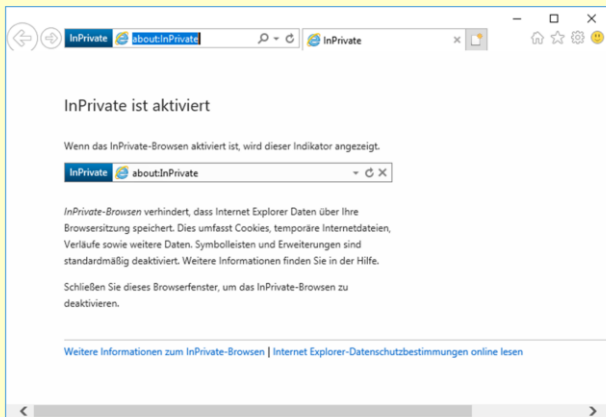 InPrivate about:InPrivate InPrivate
InPrivate ist aktiviert
Wenn das InPrivate-Browsen aktiviert ist, wird dieser Indikator angezeigt.
InPrivate about:InPrivate
InPrivate-Browsen verhindert, dass Internet Explorer Daten über Ihre
Browsersitzung speichert. Dies umfasst Cookies, temporäre Internetdateien,
Verläufe sowie weitere Daten. Symbolleisten und Erweiterungen sind
standardmäßig deaktiviert. Weitere Informationen finden Sie in der Hilfe.
Schließen Sie dieses Browserfenster, um das InPrivate-Browsen zu
deaktivieren.
Weitere Informationen zum InPrivate-Browsen | Internet Explorer-Datenschutzbestimmungen online lesen